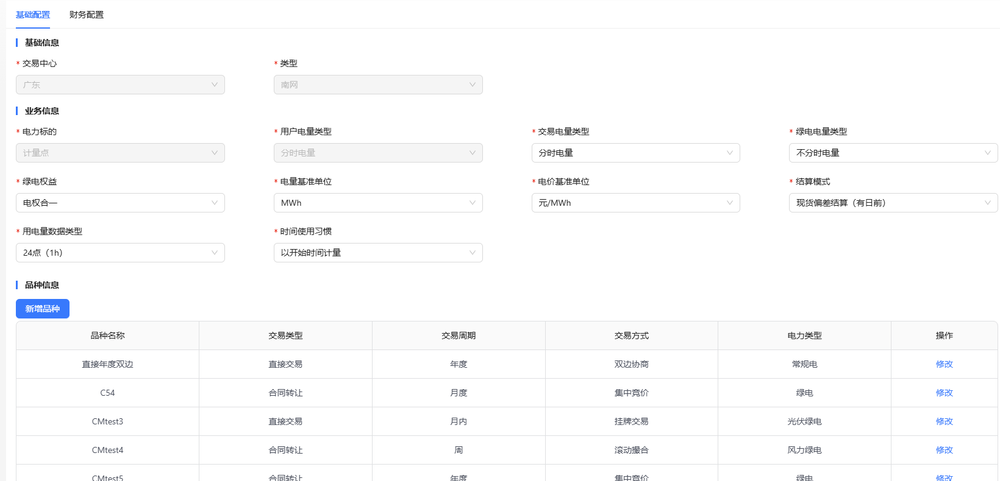 基础配置 财务配置
基础信息
* 交易中心 * 类型
广东 南网
业务信息
* 电力标的 * 用户电量类型 * 交易电量类型 * 绿电电量类型
计量点 分时电量 分时电量 不分时电量
* 绿电权益 * 电量基准单位 * 电价基准单位 * 结算模式
电权合一 MWh 元/MWh 现货偏差结算（有日前）
* 用电量数据类型 * 时间使用习惯
24点（1h） 以开始时间计量
品种信息
新增品种
品种名称 交易类型 交易周期 交易方式 电力类型 操作
直接年度双边 直接交易 年度 双边协商 常规电 修改
C54 合同转让 月度 集中竞价 绿电 修改
CMtest3 直接交易 月内 挂牌交易 光伏绿电 修改
CMtest4 合同转让 周 滚动撮合 风力绿电 修改
CMtest5 合同转让 年度 集中竞价 绿电 修改